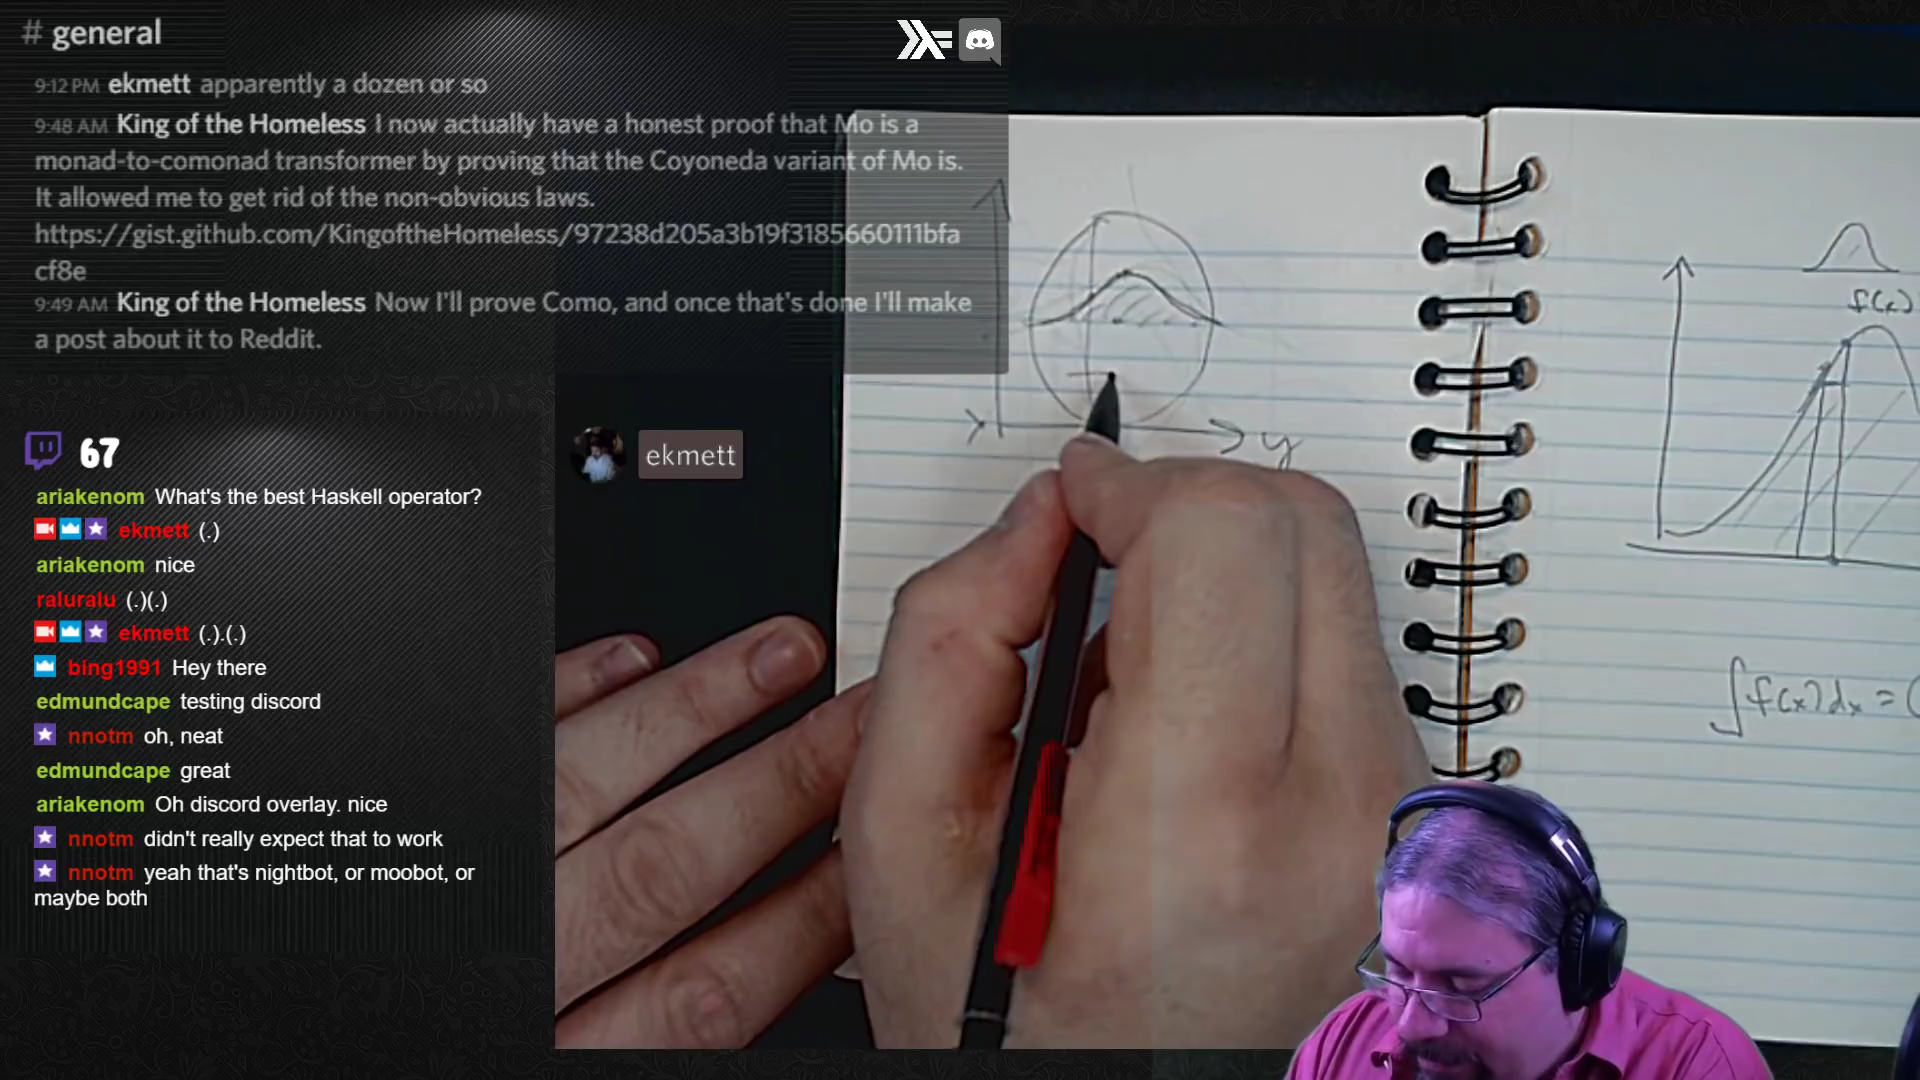 # general
9:12 PM ekmett apparently a dozen or so
9:48 AM King of the Homeless I now actually have a honest proof that Mo is a
monad-to-comonad transformer by proving that the Coyoneda variant of Mo is.
It allowed me to get rid of the non-obvious laws.
https://gist.github.com/KingoftheHomeless/97238d205a3b19f3185660111bfa
cf8e
9:49 AM King of the Homeless Now I'll prove Como, and once that's done I'll make
a post about it to Reddit.
67
ariakenom What's the best Haskell operator?
ekmett (.)
ariakenom nice
raluralu (.)(.)
ekmett (.).(.)
bing1991 Hey there
edmundcape testing discord
nnotm oh, neat
edmundcape great
ariakenom Oh discord overlay. nice
nnotm didn't really expect that to work
nnotm yeah that's nightbot, or moobot, or
maybe both
ekmett
y
f(x)
∫f(x)dx = (